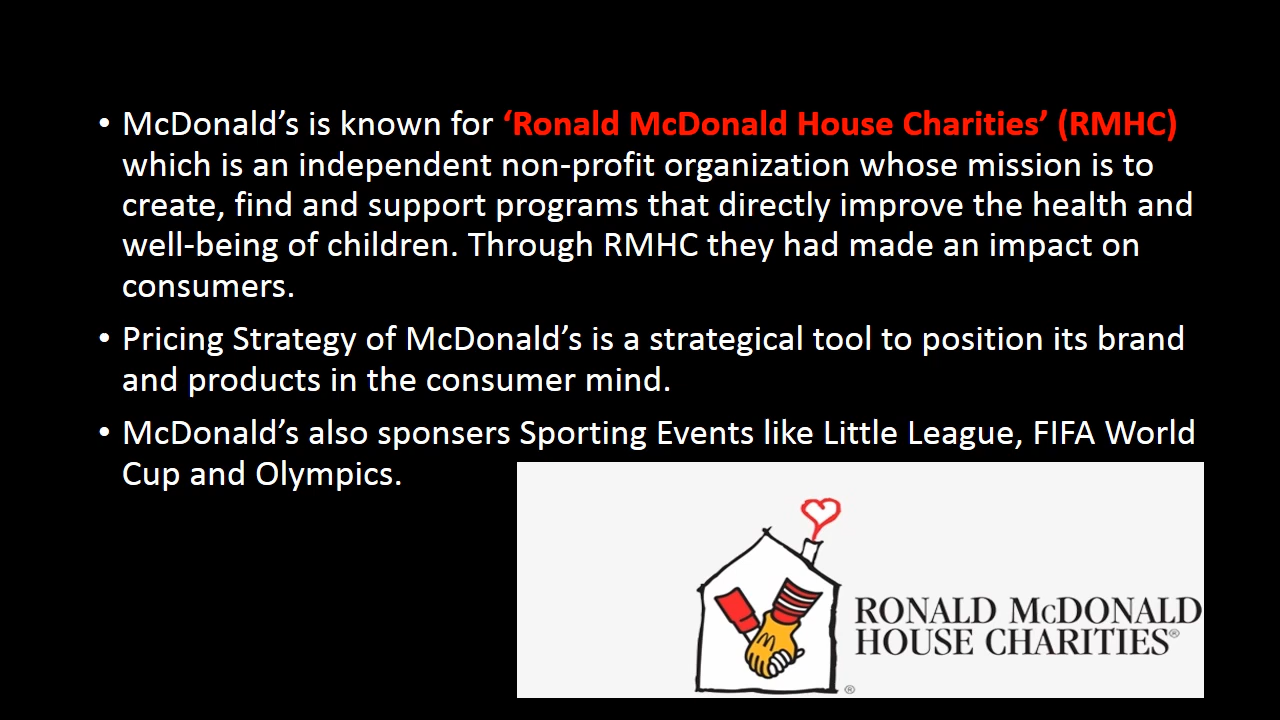 • McDonald’s is known for ‘Ronald McDonald House Charities’ (RMHC)
which is an independent non-profit organization whose mission is to
create, find and support programs that directly improve the health and
well-being of children. Through RMHC they had made an impact on
consumers.
• Pricing Strategy of McDonald’s is a strategical tool to position its brand
and products in the consumer mind.
• McDonald’s also sponsers Sporting Events like Little League, FIFA World
Cup and Olympics.
RONALD McDONALD
HOUSE CHARITIES®
®